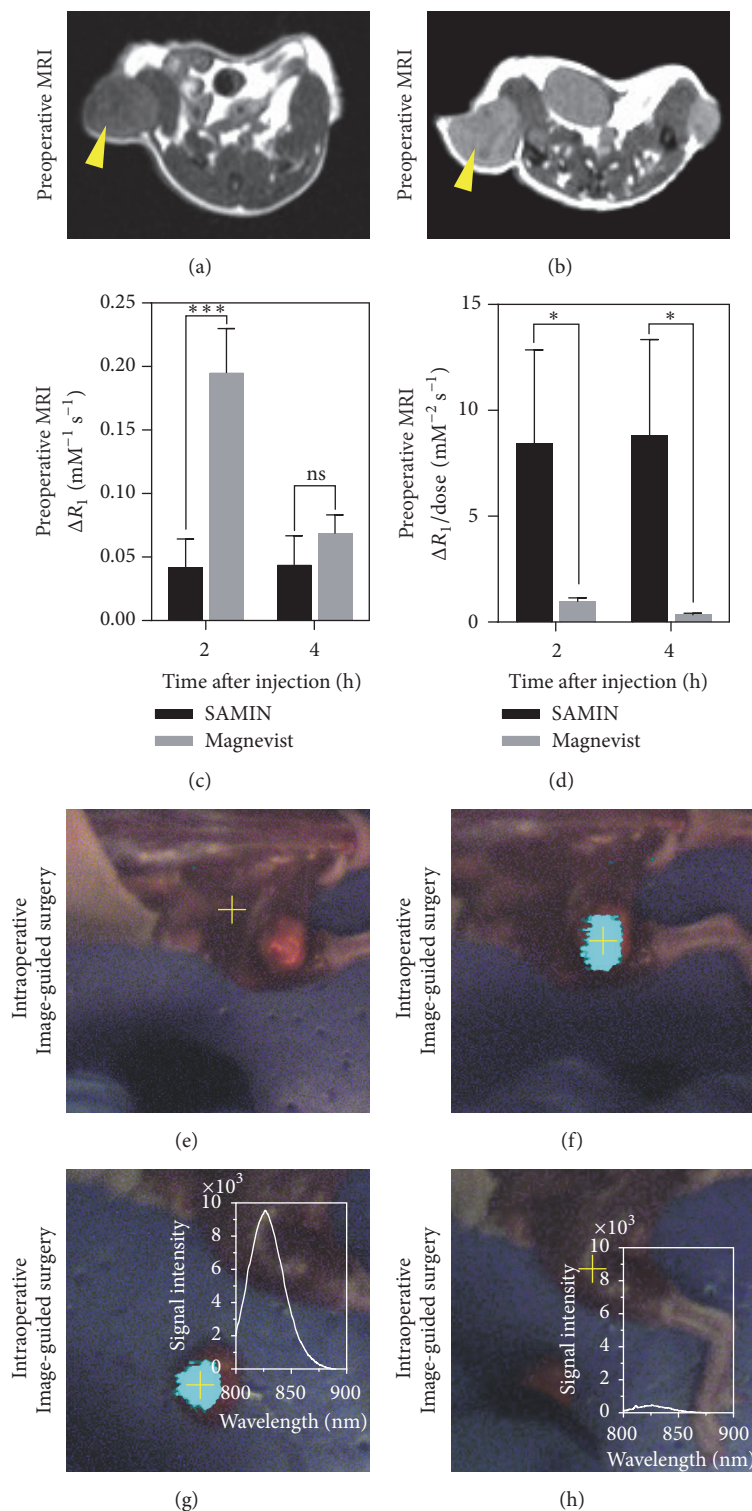 Preoperative MRI
(a)
Preoperative MRI
(b)
Preoperative MRI
ΔR₁ (mM⁻¹ s⁻¹)
0.25
0.20
0.15
0.10
0.05
0.00
***
ns
2
4
Time after injection (h)
SAMIN
Magnevist
(c)
Preoperative MRI
ΔR₁/dose (mM⁻² s⁻¹)
15
10
5
0
*
*
2
4
Time after injection (h)
SAMIN
Magnevist
(d)
Intraoperative
Image-guided surgery
(e)
Intraoperative
Image-guided surgery
(f)
Intraoperative
Image-guided surgery
×10³
Signal intensity
10
8
6
4
2
0
800
850
900
Wavelength (nm)
(g)
Intraoperative
Image-guided surgery
×10³
Signal intensity
10
8
6
4
2
0
800
850
900
Wavelength (nm)
(h)